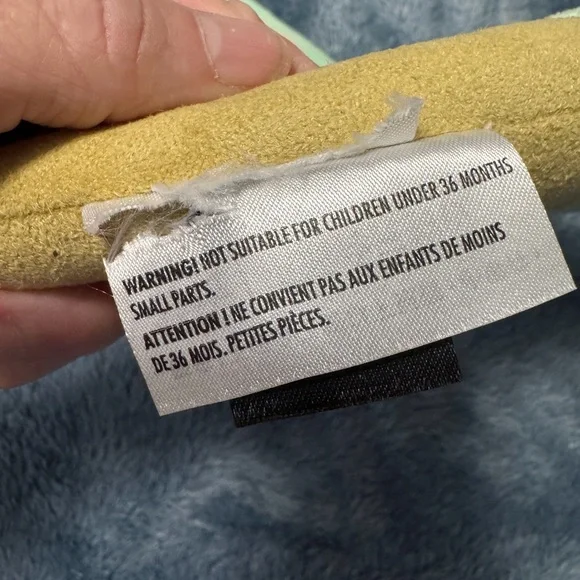 WARNING! NOT SUITABLE FOR CHILDREN UNDER 36 MONTHS
SMALL PARTS.
ATTENTION ! NE CONVIENT PAS AUX ENFANTS DE MOINS
DE 36 MOIS. PETITES PIÈCES.